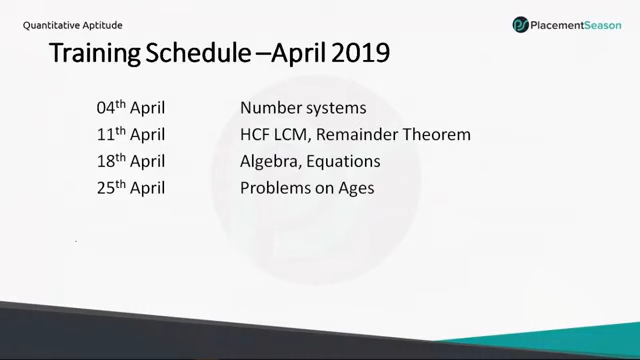 Quantitative Aptitude
PlacementSeason
Training Schedule –April 2019
04th April Number systems
11th April HCF LCM, Remainder Theorem
18th April Algebra, Equations
25th April Problems on Ages